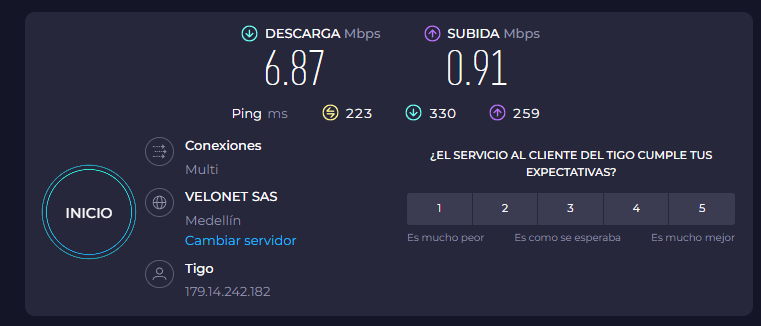 DESCARGA Mbps
SUBIDA Mbps
6.87
0.91
Ping ms
223
330
259
Conexiones
Multi
VELONET SAS
Medellín
Cambiar servidor
Tigo
179.14.242.182
INICIO
¿EL SERVICIO AL CLIENTE DEL TIGO CUMPLE TUS
EXPECTATIVAS?
1 2 3 4 5
Es mucho peor Es como se esperaba Es mucho mejor